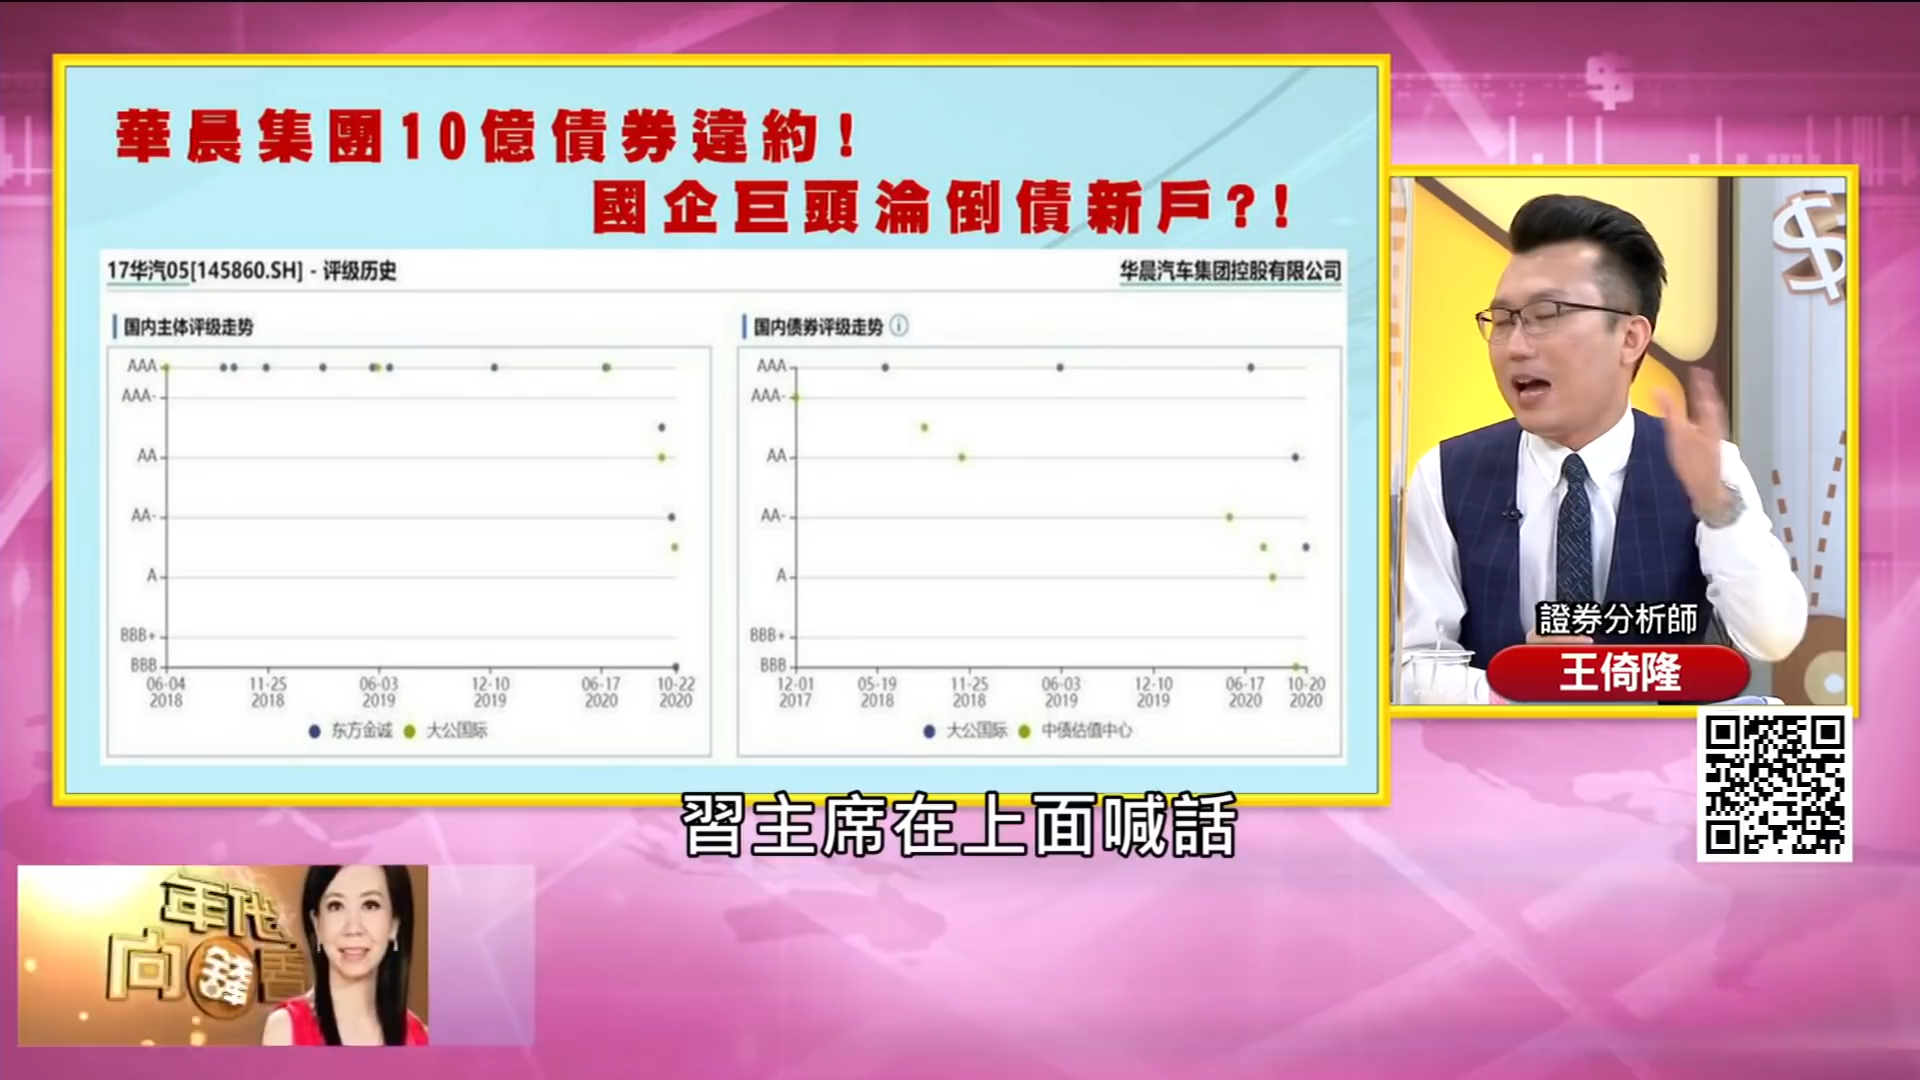 華晨集團10億債券違約！
國企巨頭淪倒債新戶？！
17华汽05[145860.SH] - 评级历史
华晨汽车集团控股有限公司
国内主体评级走势
AAA
AAA-
AA
AA-
A
BBB+
BBB
06-04 11-25 06-03 12-10 06-17 10-22
2018 2018 2019 2019 2020 2020
东方金诚 大公国际
国内债券评级走势
AAA
AAA-
AA
AA-
A
BBB+
BBB
12-01 05-19 11-25 06-03 12-10 06-17 10-20
2017 2018 2018 2019 2019 2020 2020
大公国际 中债估值中心
證券分析師
王倚隆
習主席在上面喊話
年代
向錢看